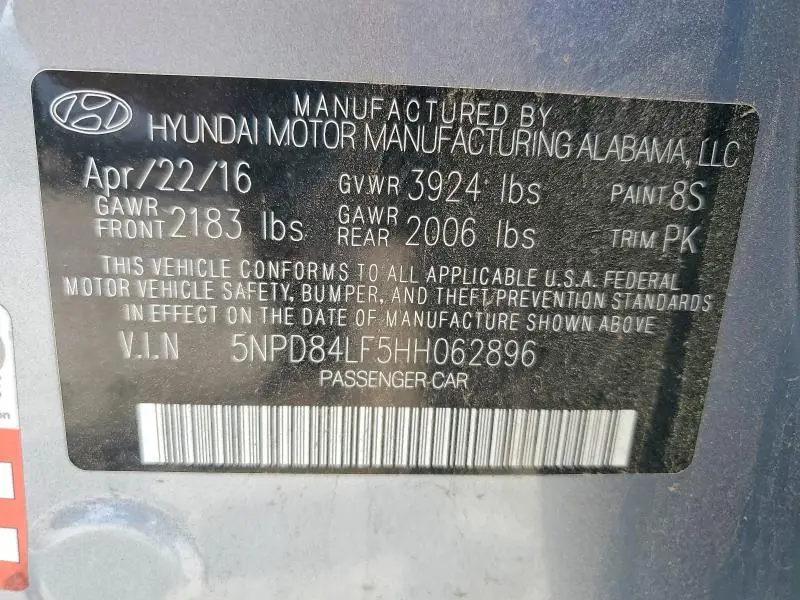 MANUFACTURED BY
HYUNDAI MOTOR MANUFACTURING ALABAMA, LLC
Apr/22/16 GVWR 3924 lbs PAINT 8S
GAWR FRONT 2183 lbs GAWR REAR 2006 lbs TRIM PK
THIS VEHICLE CONFORMS TO ALL APPLICABLE U.S.A. FEDERAL
MOTOR VEHICLE SAFETY, BUMPER, AND THEFT PREVENTION STANDARDS
IN EFFECT ON THE DATE OF MANUFACTURE SHOWN ABOVE
V.I.N 5NPD84LF5HH062896
PASSENGER-CAR